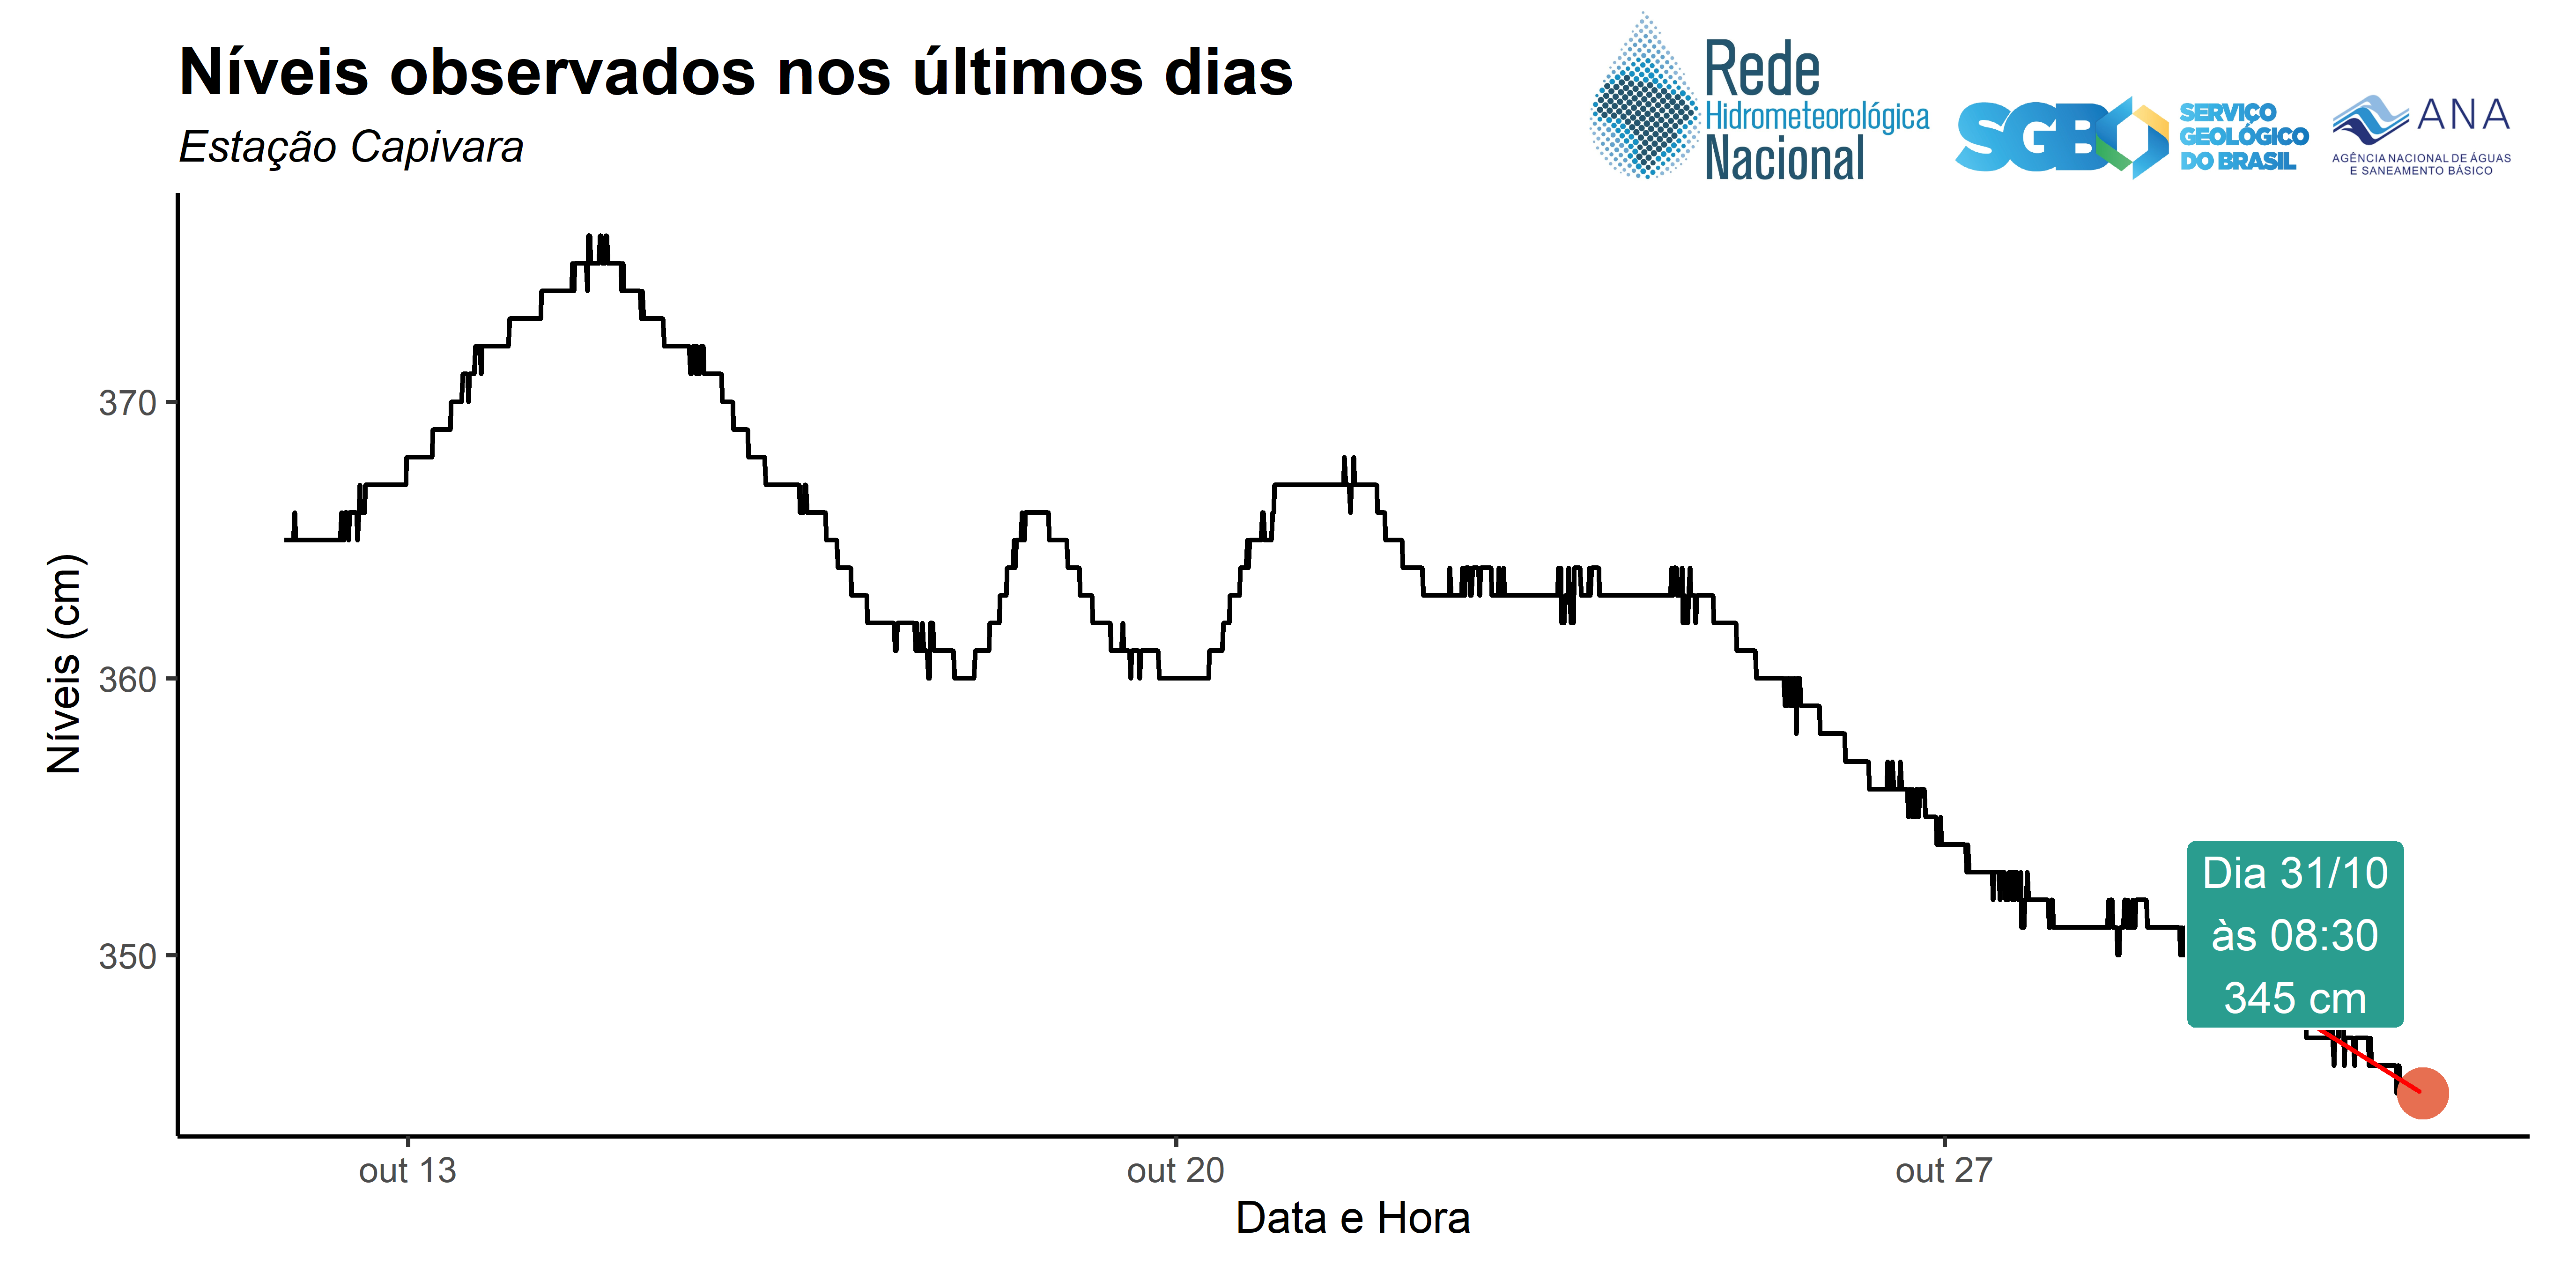 Níveis observados nos últimos dias
Estação Capivara
Rede
Hidrometeorológica
Nacional
SGB
SERVIÇO
GEOLÓGICO
DO BRASIL
ANA
AGÊNCIA NACIONAL DE ÁGUAS
E SANEAMENTO BÁSICO
Níveis (cm)
370
360
350
Dia 31/10
às 08:30
345 cm
out 13
out 20
out 27
Data e Hora